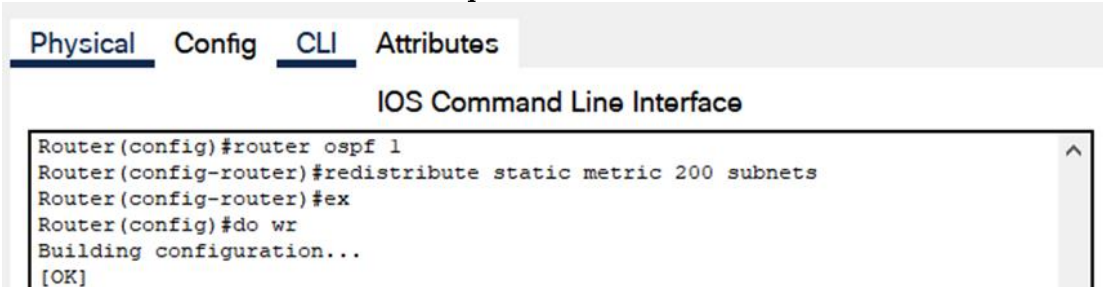 Physical Config CLI Attributes
IOS Command Line Interface
Router(config)#router ospf 1
Router(config-router)#redistribute static metric 200 subnets
Router(config-router)#ex
Router(config)#do wr
Building configuration...
[OK]